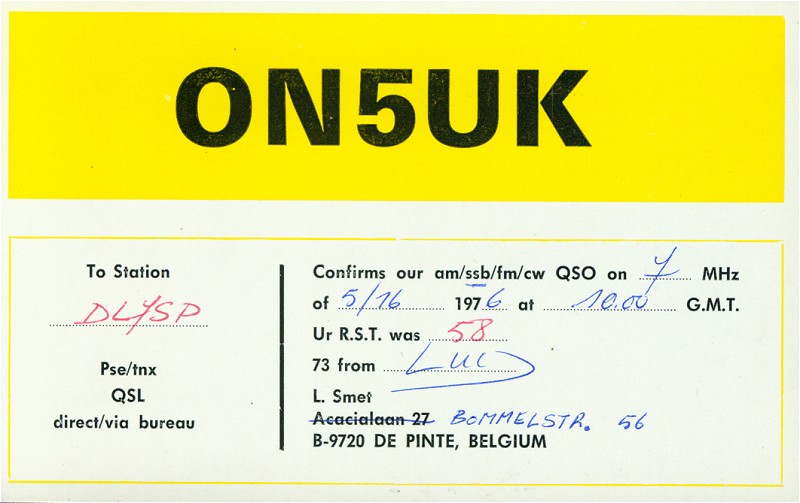 ON5UK
To Station
DL7SP
Pse/tnx
QSL
direct/via bureau
Confirms our am/ssb/fm/cw QSO on 7 MHz
of 5/16 1976 at 10.00 G.M.T.
Ur R.S.T. was 58
73 from Luc
L. Smet
Acacialaan 27 BOMMELSTR. 56
B-9720 DE PINTE, BELGIUM